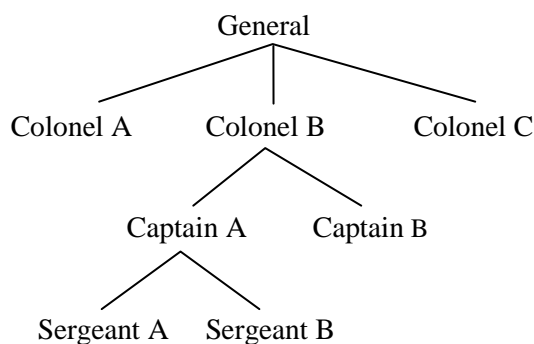 General
Colonel A Colonel B Colonel C
Captain A Captain B
Sergeant A Sergeant B